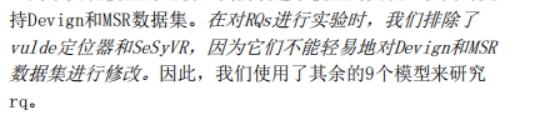 持Devign和MSR数据集。在对RQs进行实验时，我们排除了
vulde定位器和SeSyVR，因为它们不能轻易地对Devign和MSR
数据集进行修改。因此，我们使用了其余的9个模型来研究
rq。